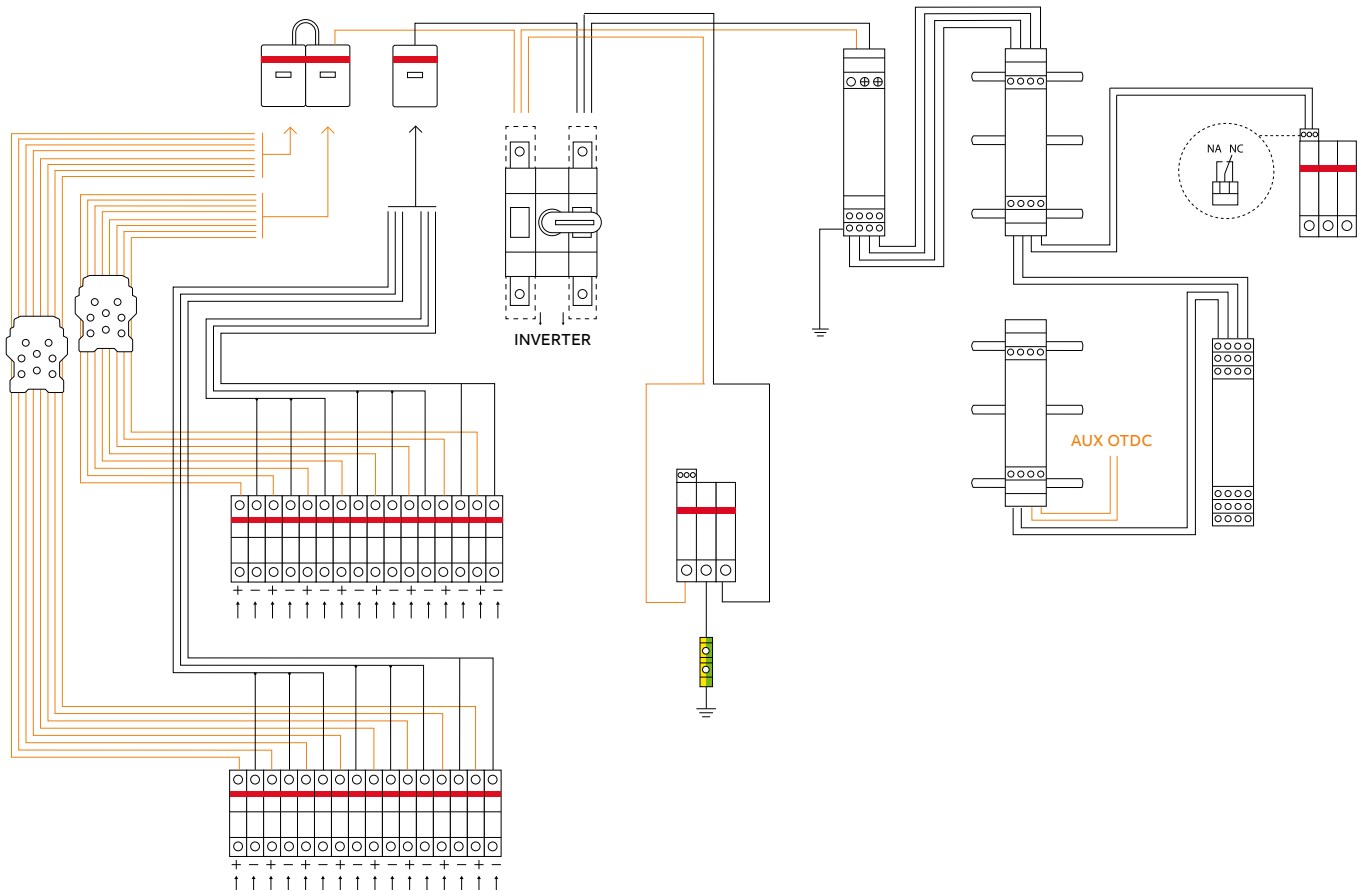 NA NC
INVERTER
AUX OTDC
+ − + − + − + − + − + − + − + −
+ − + − + − + − + − + − + − + −